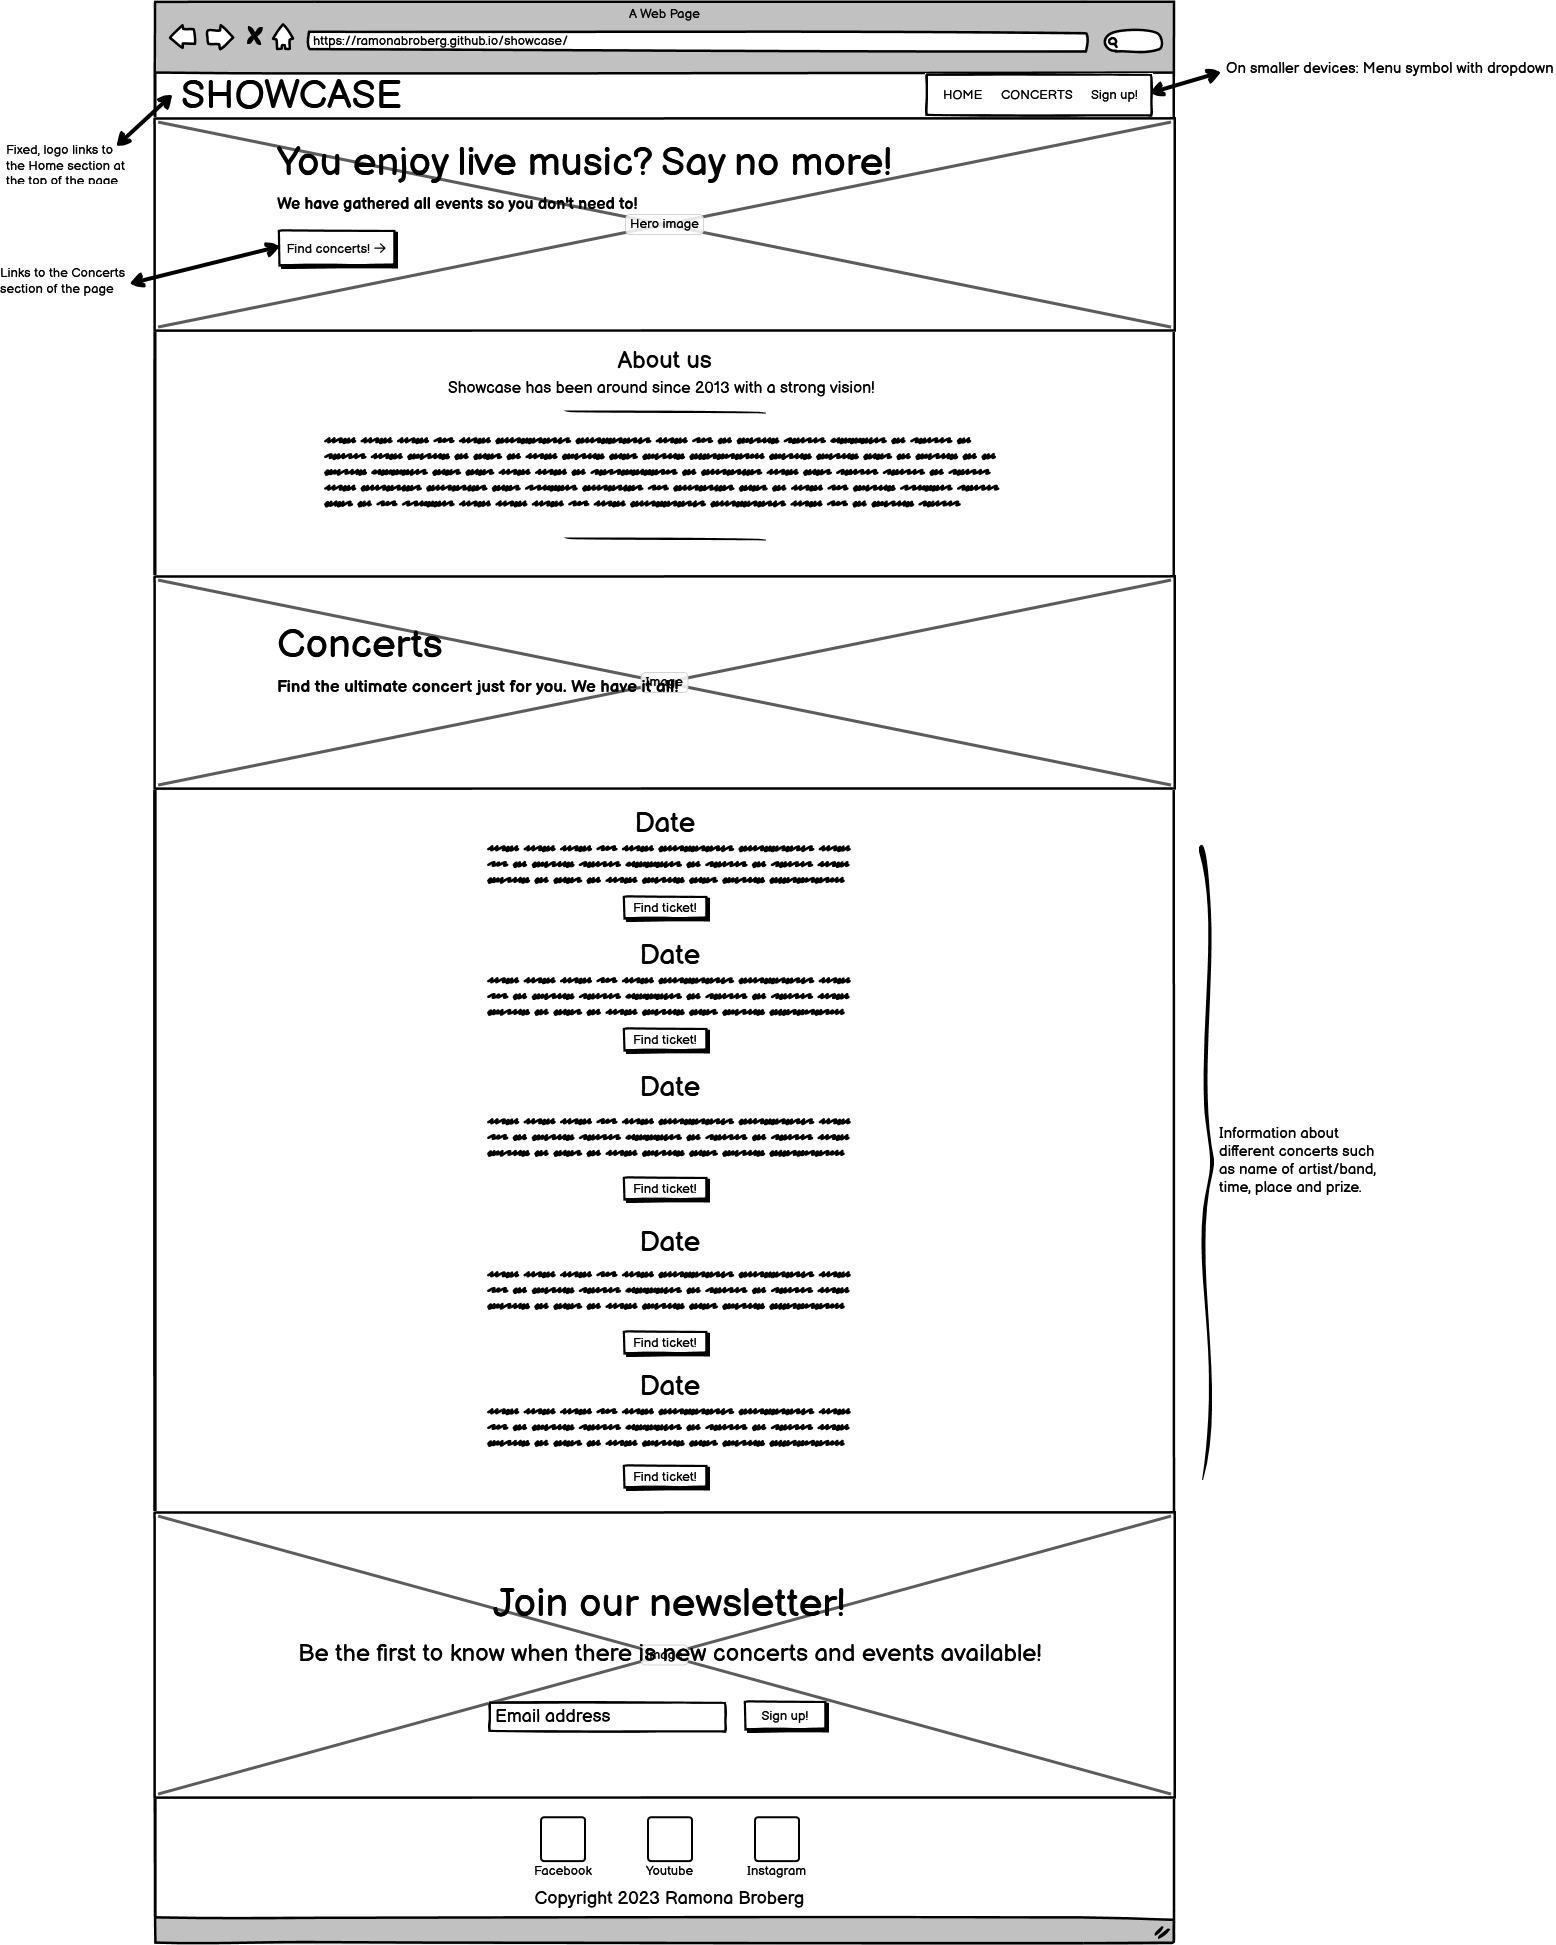 A Web Page
https://ramonabroberg.github.io/showcase/
On smaller devices: Menu symbol with dropdown
SHOWCASE
HOME CONCERTS Sign up!
Fixed, logo links to
the Home section at
the top of the page
You enjoy live music? Say no more!
We have gathered all events so you don't need to!
Hero image
Find concerts! →
Links to the Concerts
section of the page
About us
Showcase has been around since 2013 with a strong vision!
Concerts
Find the ultimate concert just for you. We have it all!
Image
Date
Find ticket!
Date
Find ticket!
Date
Information about
different concerts such
as name of artist/band,
time, place and prize.
Find ticket!
Date
Find ticket!
Date
Find ticket!
Join our newsletter!
Be the first to know when there is new concerts and events available!
Image
Email address
Sign up!
Facebook Youtube Instagram
Copyright 2023 Ramona Broberg